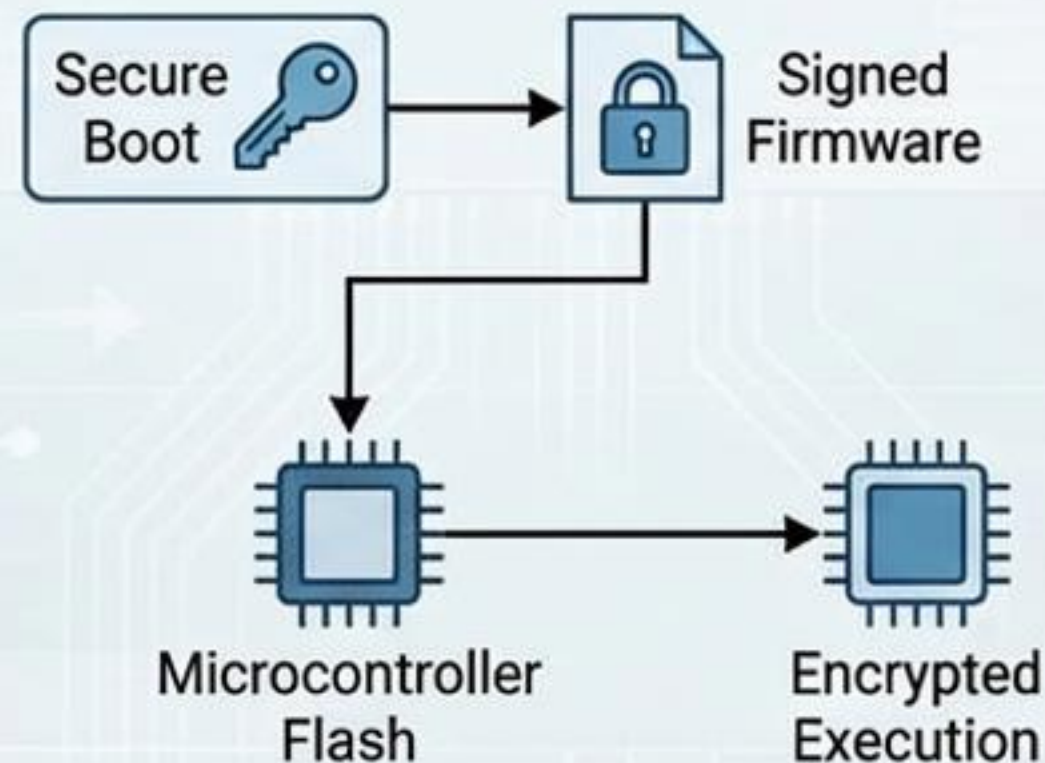 Secure
Boot
Signed
Firmware
Microcontroller
Flash
Encrypted
Execution